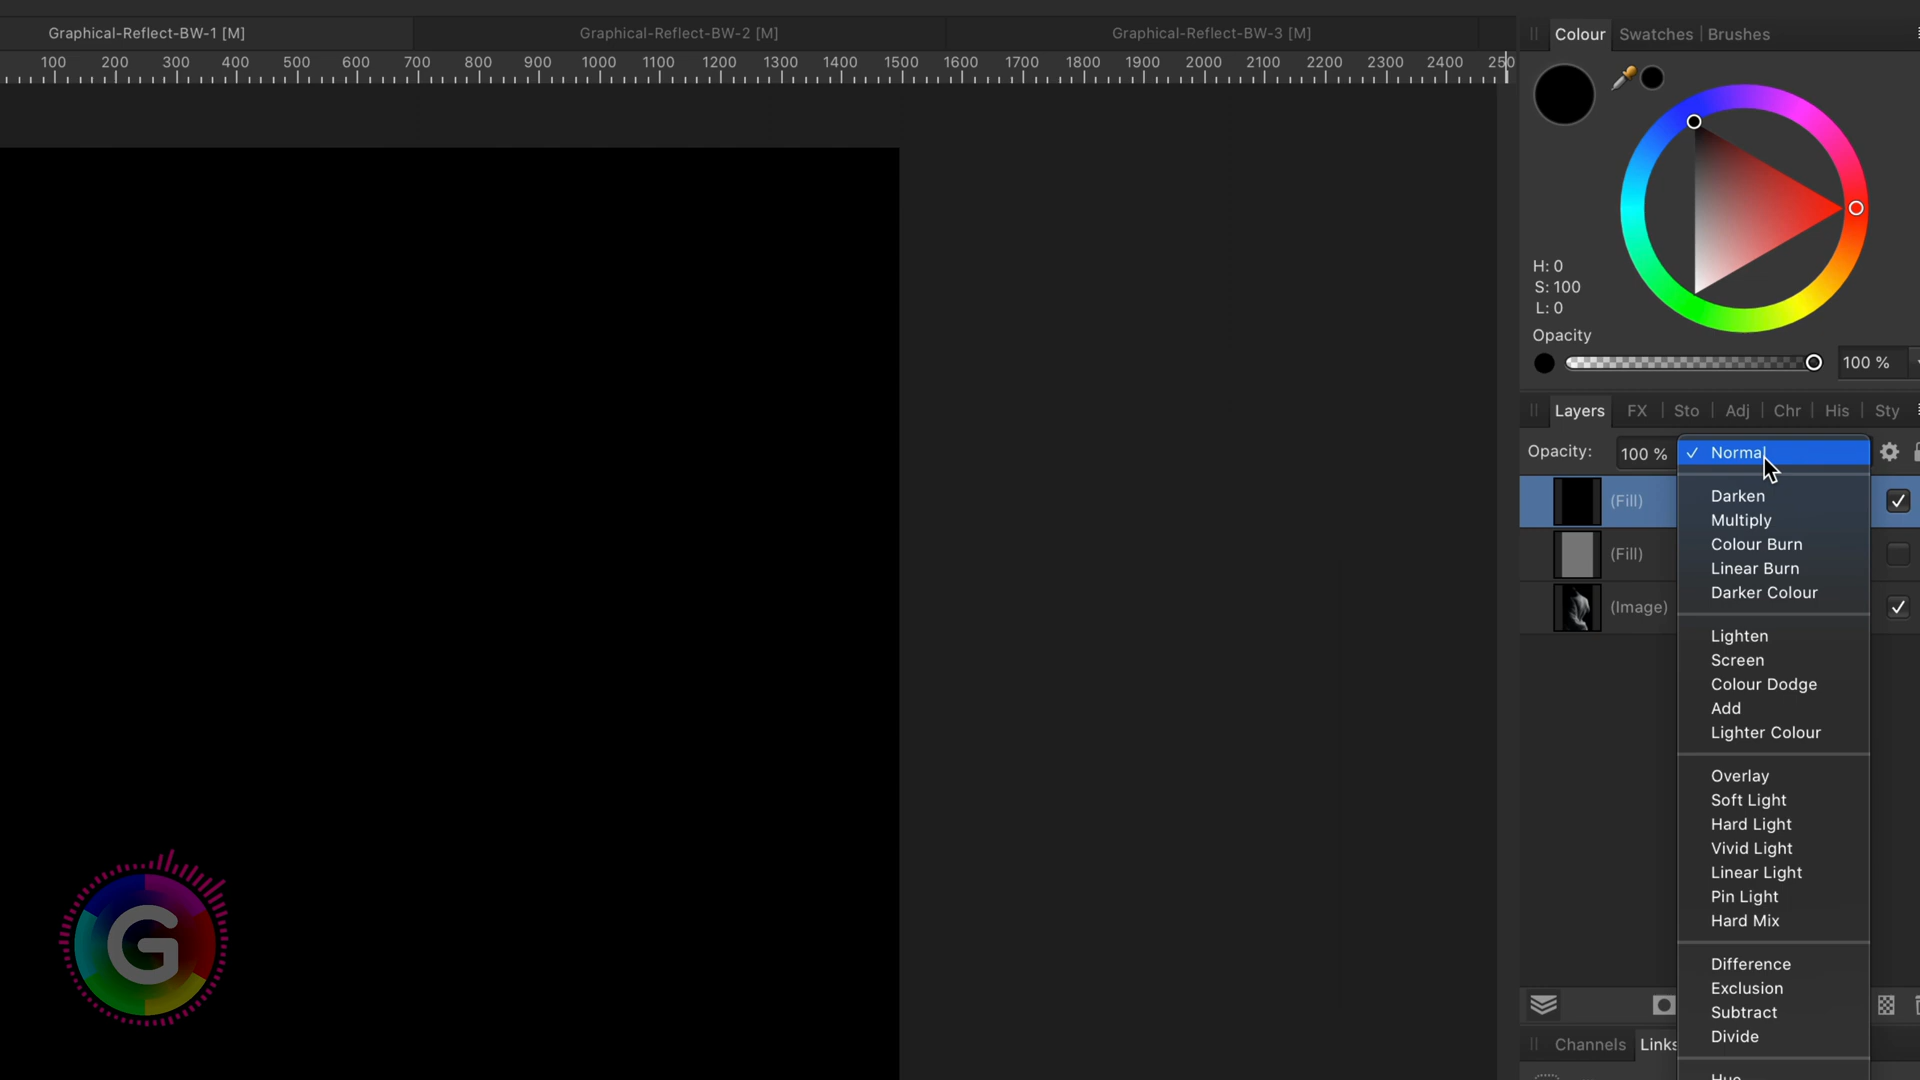 Graphical-Reflect-BW-1 [M]
Graphical-Reflect-BW-2 [M]
Graphical-Reflect-BW-3 [M]
100 200 300 400 500 600 700 800 900 1000 1100 1200 1300 1400 1500 1600 1700 1800 1900 2000 2100 2200 2300 2400 250
Colour Swatches Brushes
H: 0
S: 100
L: 0
Opacity
100 %
Layers FX Sto Adj Chr His Sty
Opacity: 100 %
Normal
(Fill)
(Fill)
(Image)
Darken
Multiply
Colour Burn
Linear Burn
Darker Colour
Lighten
Screen
Colour Dodge
Add
Lighter Colour
Overlay
Soft Light
Hard Light
Vivid Light
Linear Light
Pin Light
Hard Mix
Difference
Exclusion
Subtract
Divide
Hue
Channels Links
G